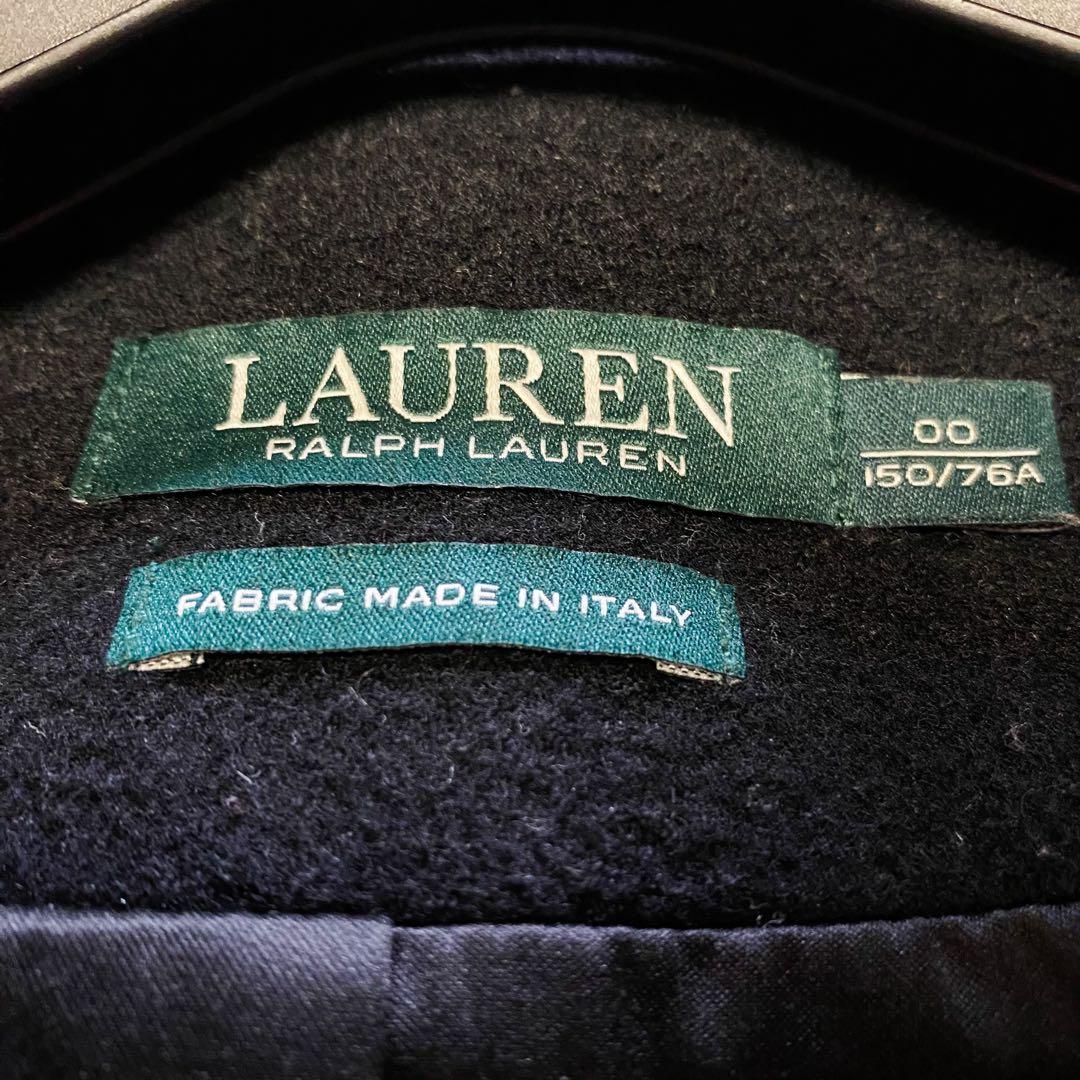 LAUREN
RALPH LAUREN
00
150/76A
FABRIC MADE IN ITALY